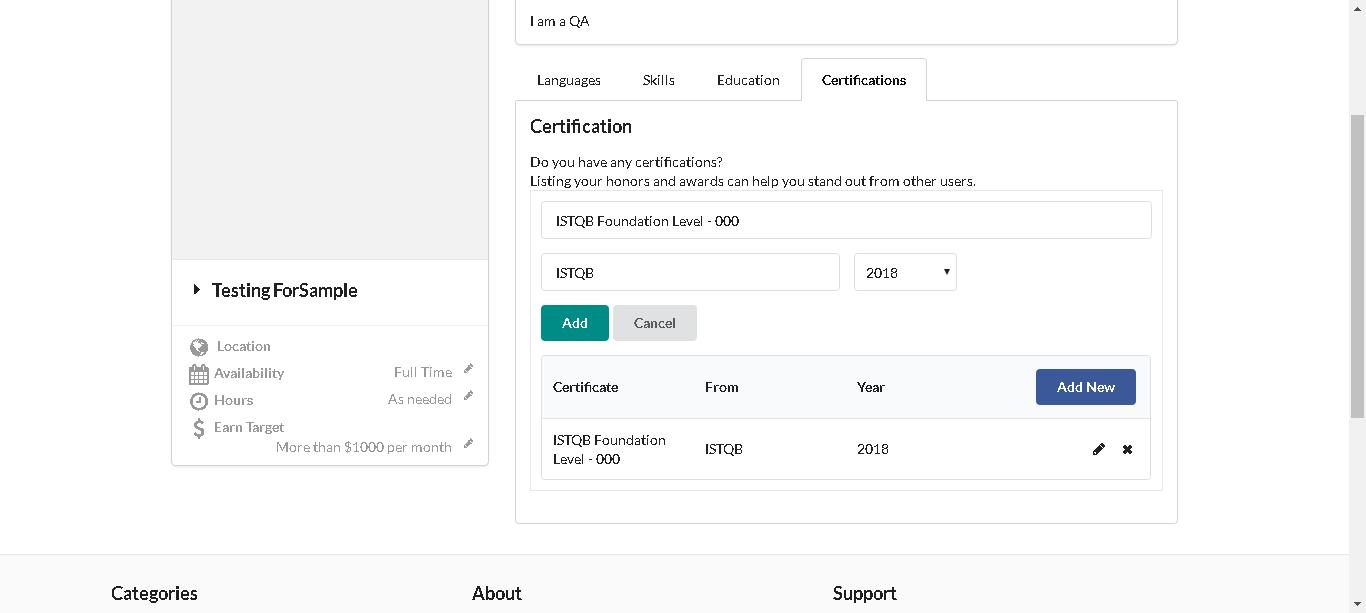 I am a QA
Languages Skills Education Certifications
Certification
Do you have any certifications?
Listing your honors and awards can help you stand out from other users.
ISTQB Foundation Level - 000
ISTQB 2018
Add Cancel
Certificate From Year Add New
ISTQB Foundation
Level - 000
ISTQB 2018
Testing ForSample
Location
Availability Full Time
Hours As needed
Earn Target
More than $1000 per month
Categories About Support